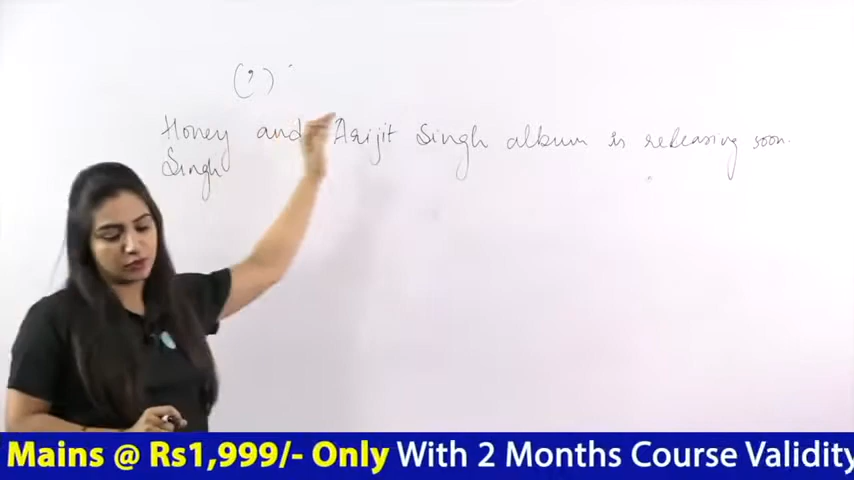 (,)
Honey and Arijit Singh album is releasing soon.
Singh
Mains @ Rs1,999/- Only With 2 Months Course Validity